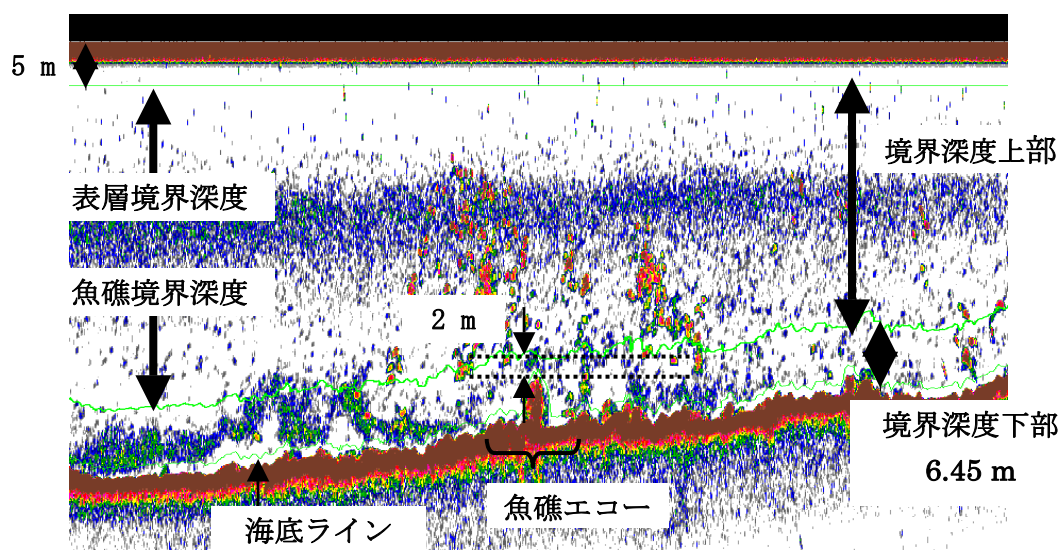 5 m
境界深度上部
表層境界深度
魚礁境界深度
2 m
境界深度下部
6.45 m
魚礁エコー
海底ライン